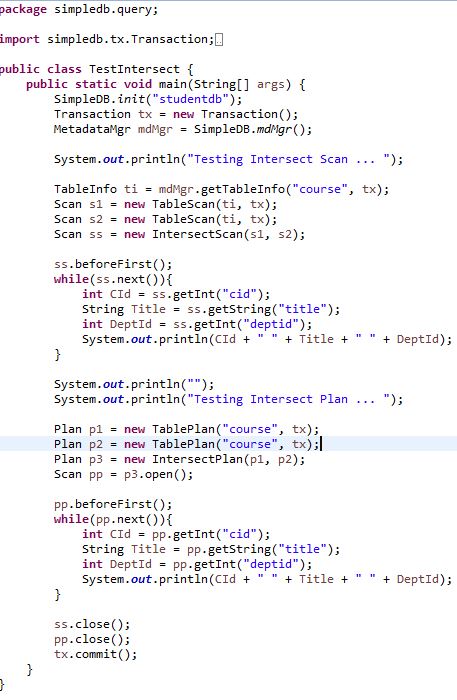 package simpledb.query;
import simpledb.tx.Transaction;
public class TestIntersect {
public static void main(String[] args) {
SimpleDB.init("studentdb");
Transaction tx = new Transaction();
MetadataMgr mdMgr = SimpleDB.mdMgr();
System.out.println("Testing Intersect Scan ... ");
TableInfo ti = mdMgr.getTableInfo("course", tx);
Scan s1 = new TableScan(ti, tx);
Scan s2 = new TableScan(ti, tx);
Scan ss = new IntersectScan(s1, s2);
ss.beforeFirst();
while(ss.next()){
int CId = ss.getInt("cid");
String Title = ss.getString("title");
int DeptId = ss.getInt("deptid");
System.out.println(CId + " " + Title + " " + DeptId);
}
System.out.println("");
System.out.println("Testing Intersect Plan ... ");
Plan p1 = new TablePlan("course", tx);
Plan p2 = new TablePlan("course", tx);
Plan p3 = new IntersectPlan(p1, p2);
Scan pp = p3.open();
pp.beforeFirst();
while(pp.next()){
int CId = pp.getInt("cid");
String Title = pp.getString("title");
int DeptId = pp.getInt("deptid");
System.out.println(CId + " " + Title + " " + DeptId);
}
ss.close();
pp.close();
tx.commit();
}
}